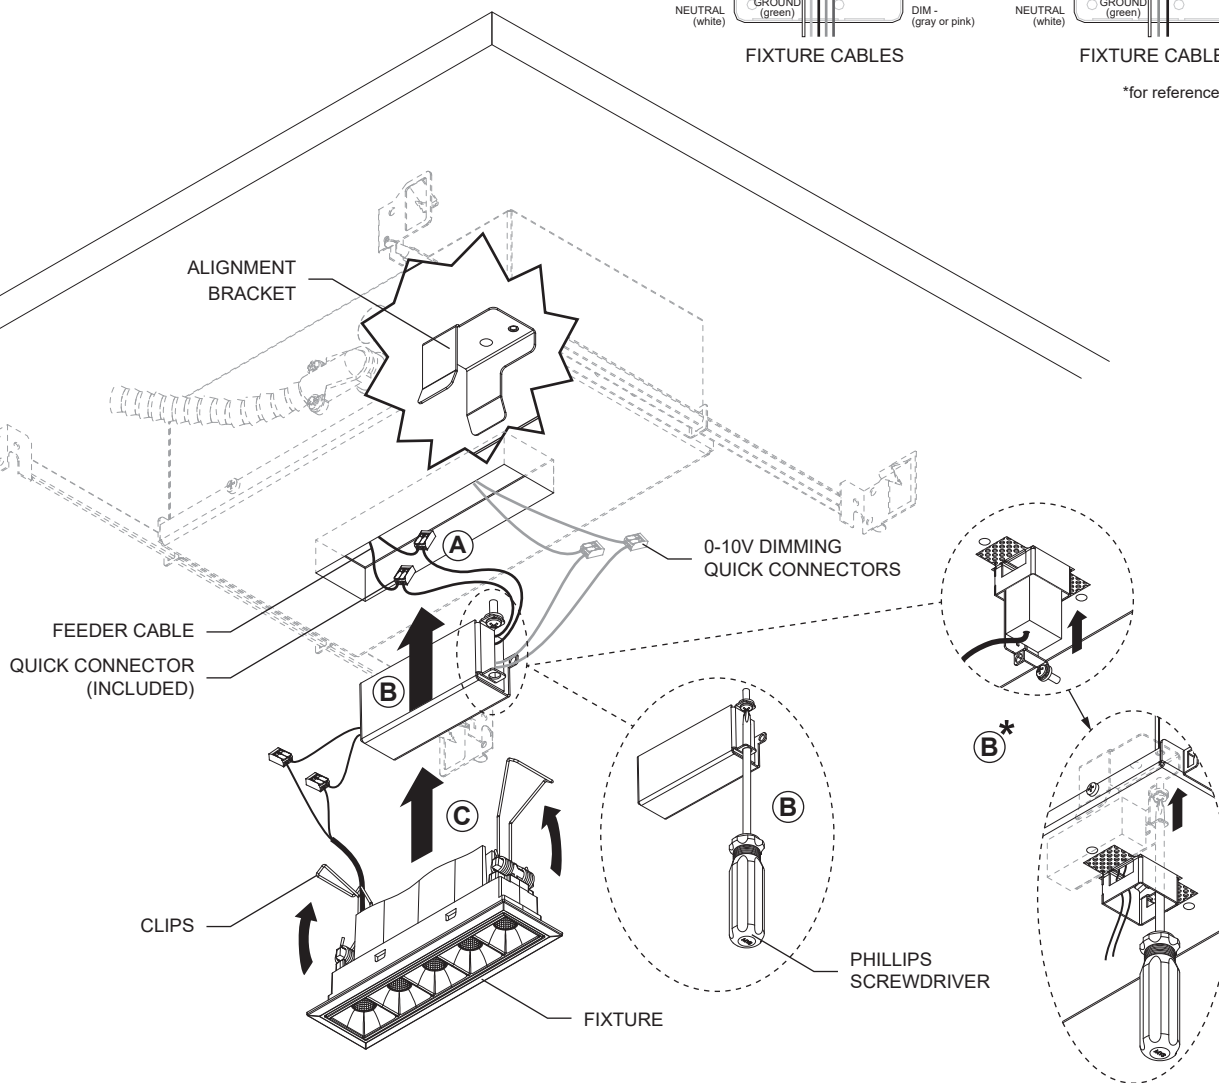 GROUND
(green)
NEUTRAL
(white)
DIM -
(gray or pink)
FIXTURE CABLES
GROUND
(green)
NEUTRAL
(white)
FIXTURE CABLE
*for reference
ALIGNMENT
BRACKET
A
0-10V DIMMING
QUICK CONNECTORS
FEEDER CABLE
QUICK CONNECTOR
(INCLUDED)
B
B*
B
C
CLIPS
PHILLIPS
SCREWDRIVER
FIXTURE